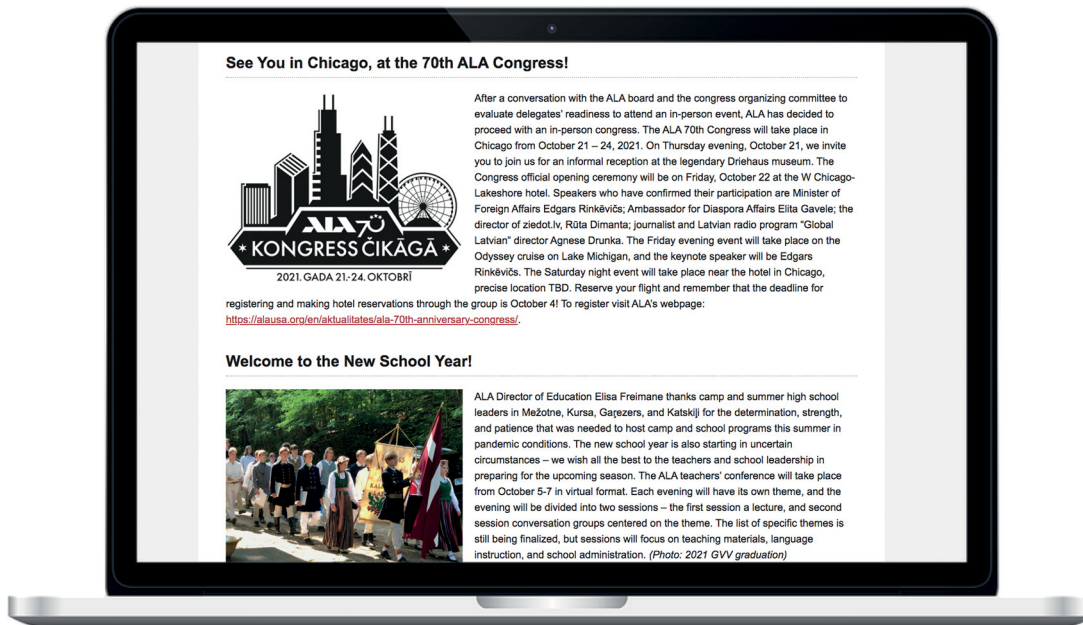 See You in Chicago, at the 70th ALA Congress!
ALA 70
* KONGRESS ČIKĀGĀ *
2021. GADA 21.-24. OKTOBRĪ
After a conversation with the ALA board and the congress organizing committee to
evaluate delegates' readiness to attend an in-person event, ALA has decided to
proceed with an in-person congress. The ALA 70th Congress will take place in
Chicago from October 21 – 24, 2021. On Thursday evening, October 21, we invite
you to join us for an informal reception at the legendary Driehaus museum. The
Congress official opening ceremony will be on Friday, October 22 at the W Chicago-
Lakeshore hotel. Speakers who have confirmed their participation are Minister of
Foreign Affairs Edgars Rinkēvičs; Ambassador for Diaspora Affairs Elita Gavele; the
director of ziedot.lv, Rūta Dimanta; journalist and Latvian radio program "Global
Latvian" director Agnese Drunka. The Friday evening event will take place on the
Odyssey cruise on Lake Michigan, and the keynote speaker will be Edgars
Rinkēvičs. The Saturday night event will take place near the hotel in Chicago,
precise location TBD. Reserve your flight and remember that the deadline for
registering and making hotel reservations through the group is October 4! To register visit ALA's webpage:
https://alausa.org/en/aktualitates/ala-70th-anniversary-congress/.
Welcome to the New School Year!
ALA Director of Education Elisa Freimane thanks camp and summer high school
leaders in Mežotne, Kursa, Gaŗezers, and Katskiļi for the determination, strength,
and patience that was needed to host camp and school programs this summer in
pandemic conditions. The new school year is also starting in uncertain
circumstances – we wish all the best to the teachers and school leadership in
preparing for the upcoming season. The ALA teachers' conference will take place
from October 5-7 in virtual format. Each evening will have its own theme, and the
evening will be divided into two sessions – the first session a lecture, and second
session conversation groups centered on the theme. The list of specific themes is
still being finalized, but sessions will focus on teaching materials, language
instruction, and school administration. (Photo: 2021 GVV graduation)